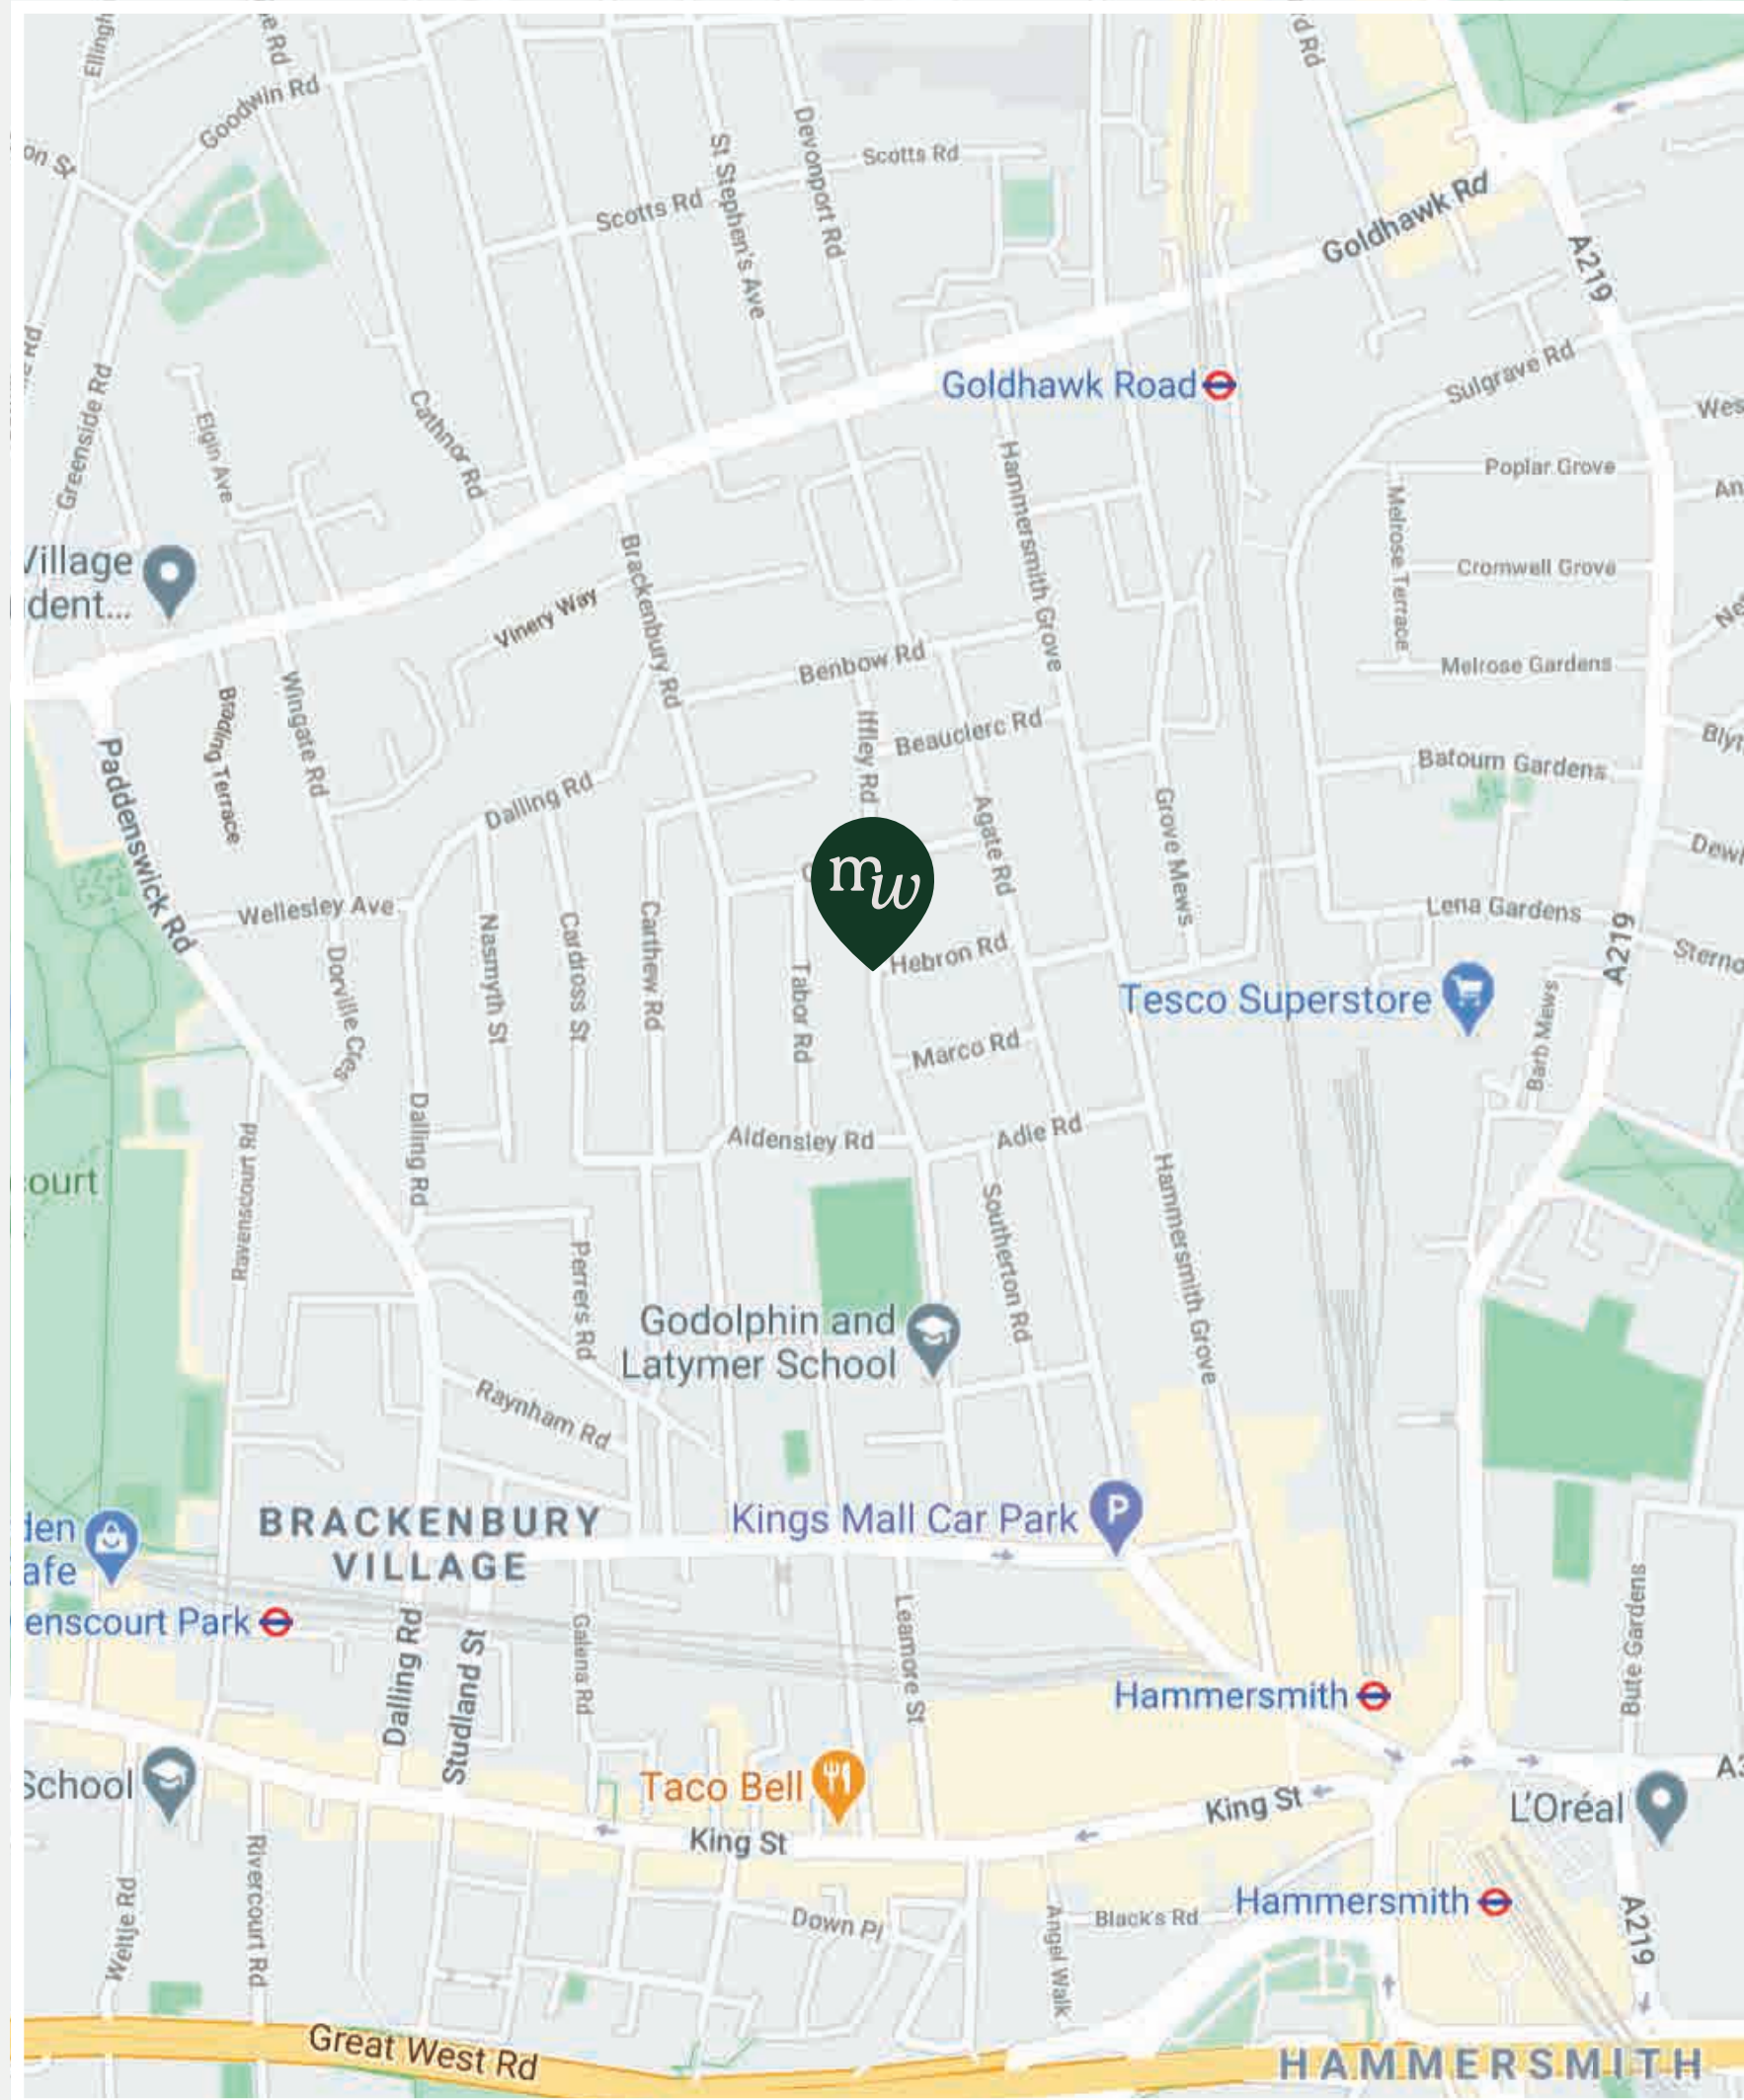 Goodwin Rd
Scotts Rd
Scotts Rd
St Stephen's Ave
Devonport Rd
Goldhawk Rd
A219
Greenside Rd
Elgin Ave
Cathnor Rd
Goldhawk Road
Sulgrave Rd
Poplar Grove
Melrose Terrace
Cromwell Grove
Melrose Gardens
Hammersmith Grove
Village
dent...
Vinery Way
Brackenbury Rd
Benbow Rd
Iffley Rd
Beauclerc Rd
Batoum Gardens
Paddenswick Rd
Brading Terrace
Wingate Rd
Dalling Rd
Agate Rd
Grove Mews
mw
Wellesley Ave
Lena Gardens
A219
Nasmyth St
Cardross St
Carthew Rd
Tabor Rd
Hebron Rd
Dorville Cres
Tesco Superstore
Barb Mews
Marco Rd
Dalling Rd
Aldensley Rd
Adie Rd
Ravenscourt Rd
court
Perrers Rd
Southerton Rd
Hammersmith Grove
Godolphin and
Latymer School
Raynham Rd
BRACKENBURY
VILLAGE
Kings Mall Car Park
P
enscourt Park
Dalling Rd
Studland St
Galena Rd
Leamore St
Bute Gardens
Hammersmith
School
Taco Bell
King St
King St
L'Oréal
Weltje Rd
Rivercourt Rd
Down Pl
Angel Walk
Black's Rd
Hammersmith
A219
Great West Rd
HAMMERSMITH